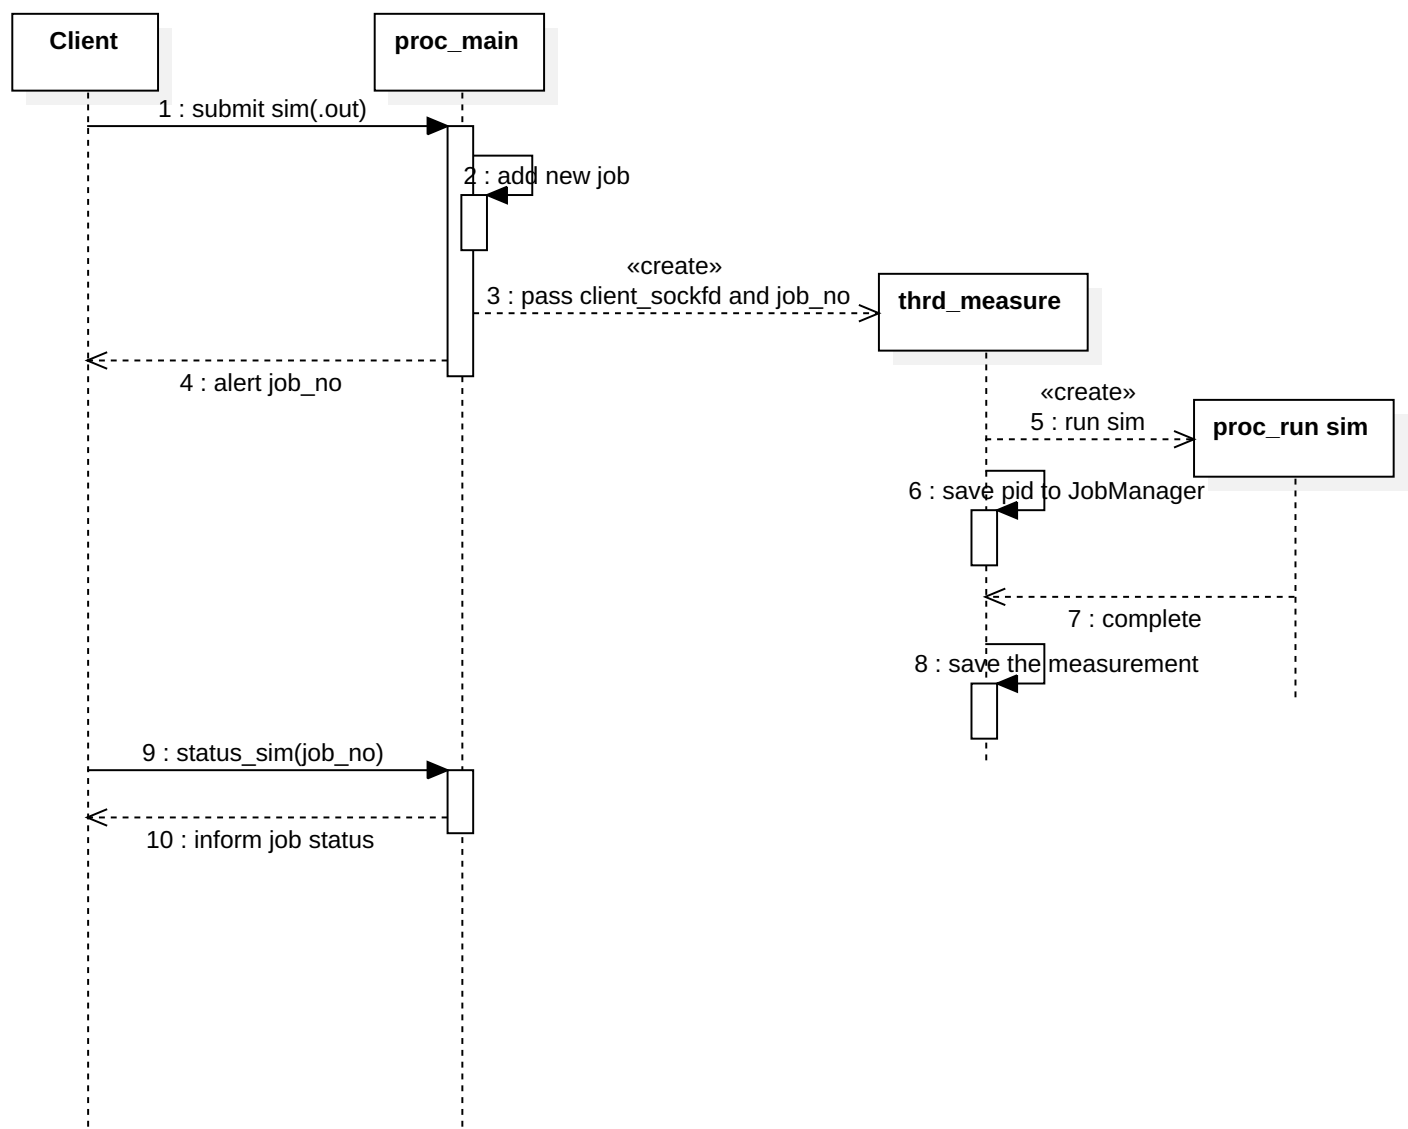 Client
proc_main
1 : submit sim(.out)
2 : add new job
«create»
3 : pass client_sockfd and job_no
thrd_measure
4 : alert job_no
«create»
5 : run sim
proc_run sim
6 : save pid to JobManager
7 : complete
8 : save the measurement
9 : status_sim(job_no)
10 : inform job status